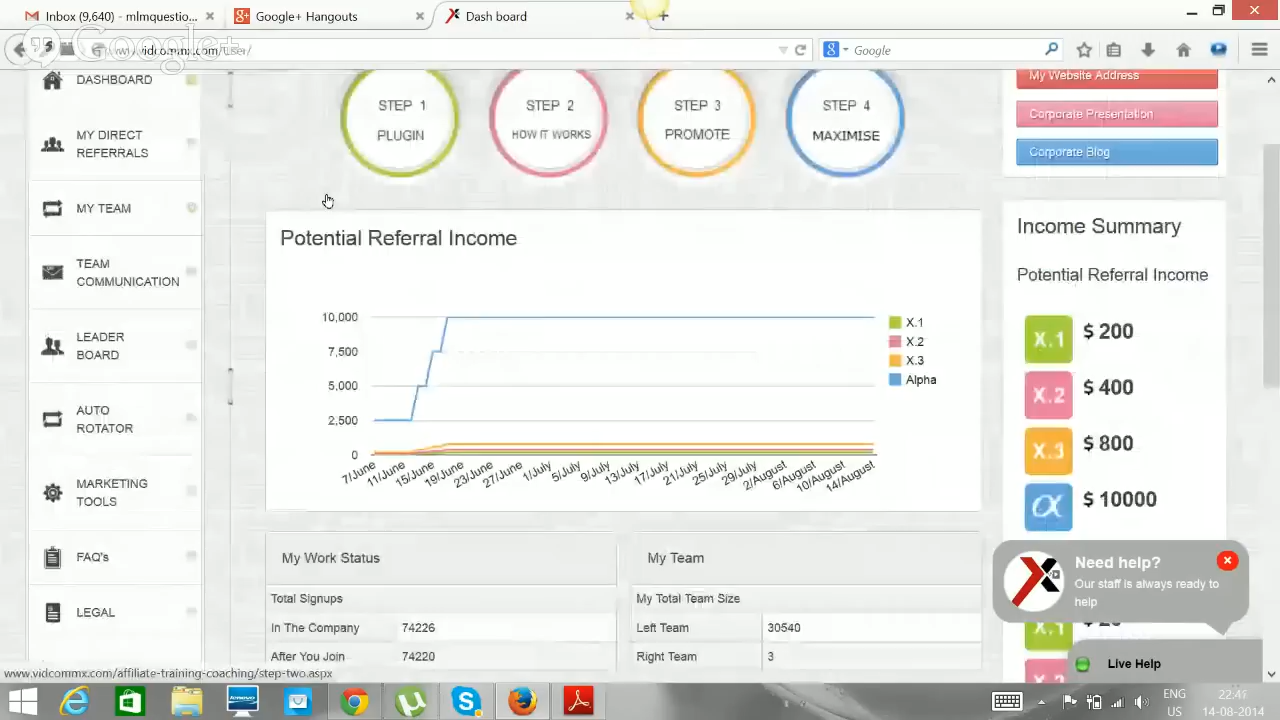 Inbox (9,640) - mlmquestio...
Google+ Hangouts
Dash board
Google+
www.vidcommx.com/user/
Google
DASHBOARD
MY DIRECT
REFERRALS
MY TEAM
TEAM
COMMUNICATION
LEADER
BOARD
AUTO
ROTATOR
MARKETING
TOOLS
FAQ's
LEGAL
STEP 1
PLUGIN
STEP 2
HOW IT WORKS
STEP 3
PROMOTE
STEP 4
MAXIMISE
My Website Address
Corporate Presentation
Corporate Blog
Potential Referral Income
10,000
7,500
5,000
2,500
0
7/June
11/June
15/June
19/June
23/June
27/June
1/July
5/July
9/July
13/July
17/July
21/July
25/July
29/July
2/August
6/August
10/August
14/August
X.1
X.2
X.3
Alpha
Income Summary
Potential Referral Income
X.1 $ 200
X.2 $ 400
X.3 $ 800
α $ 10000
My Work Status
Total Signups
In The Company 74226
After You Join 74220
My Team
My Total Team Size
Left Team 30540
Right Team 3
Need help?
Our staff is always ready to
help
X.1
Live Help
www.vidcommx.com/affiliate-training-coaching/step-two.aspx
lenovo
ENG
US
14-08-2014